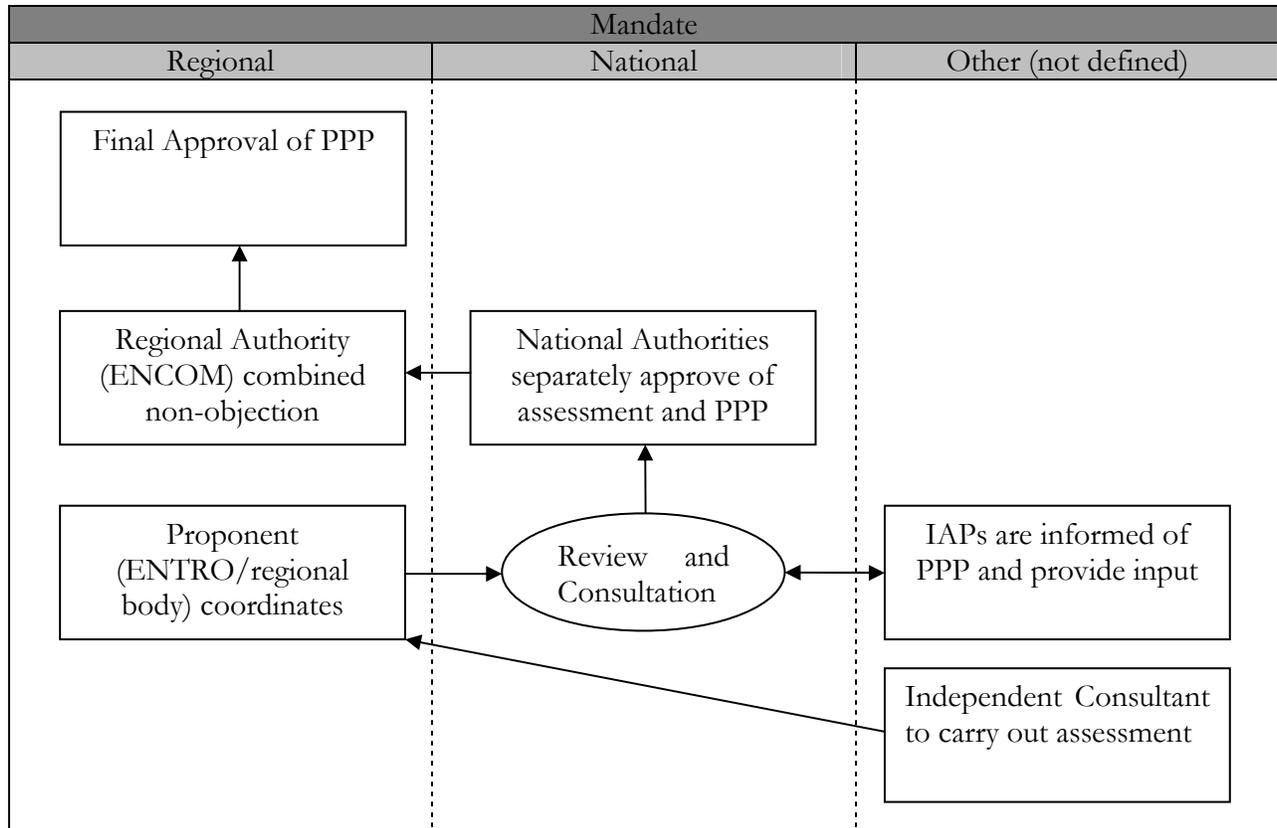 Mandate
Regional
National
Other (not defined)
Final Approval of PPP
Regional Authority
(ENCOM) combined
non-objection
National Authorities
separately approve of
assessment and PPP
Proponent
(ENTRO/regional
body) coordinates
Review and
Consultation
IAPs are informed of
PPP and provide input
Independent Consultant
to carry out assessment